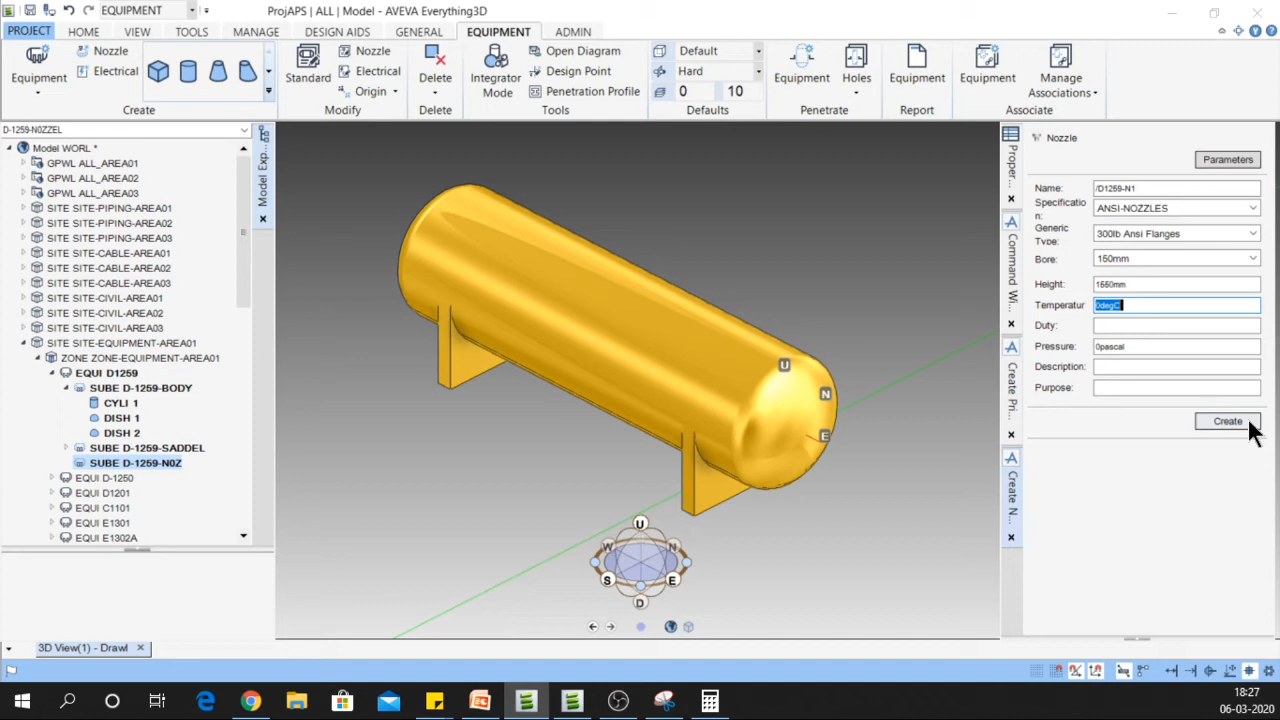 EQUIPMENT
ProjAPS | ALL | Model - AVEVA Everything3D
PROJECT HOME VIEW TOOLS MANAGE DESIGN AIDS GENERAL EQUIPMENT ADMIN
Equipment
Nozzle
Electrical
Create
Standard
Nozzle
Electrical
Origin
Modify
Delete
Delete
Integrator
Mode
Open Diagram
Design Point
Penetration Profile
Tools
Default
Hard
0 10
Defaults
Equipment
Holes
Penetrate
Equipment
Report
Equipment
Manage
Associations
Associate
D-1259-N0ZZEL
Model WORL *
GPWL ALL_AREA01
GPWL ALL_AREA02
GPWL ALL_AREA03
SITE SITE-PIPING-AREA01
SITE SITE-PIPING-AREA02
SITE SITE-PIPING-AREA03
SITE SITE-CABLE-AREA01
SITE SITE-CABLE-AREA02
SITE SITE-CABLE-AREA03
SITE SITE-CIVIL-AREA01
SITE SITE-CIVIL-AREA02
SITE SITE-CIVIL-AREA03
SITE SITE-EQUIPMENT-AREA01
ZONE ZONE-EQUIPMENT-AREA01
EQUI D1259
SUBE D-1259-BODY
CYLI 1
DISH 1
DISH 2
SUBE D-1259-SADDEL
SUBE D-1259-N0Z
EQUI D-1250
EQUI D1201
EQUI C1101
EQUI E1301
EQUI E1302A
Model Exp...
U
N
E
U
W N
S E
D
3D View(1) - Drawl
Proper...
Command Wi...
Create Pri...
Create N...
Nozzle
Parameters
Name: /D1259-N1
Specificatio
n: ANSI-NOZZLES
Generic
Type: 300lb Ansi Flanges
Bore: 150mm
Height: 1550mm
Temperatur 0degC
Duty:
Pressure: 0pascal
Description:
Purpose:
Create
18:27
06-03-2020